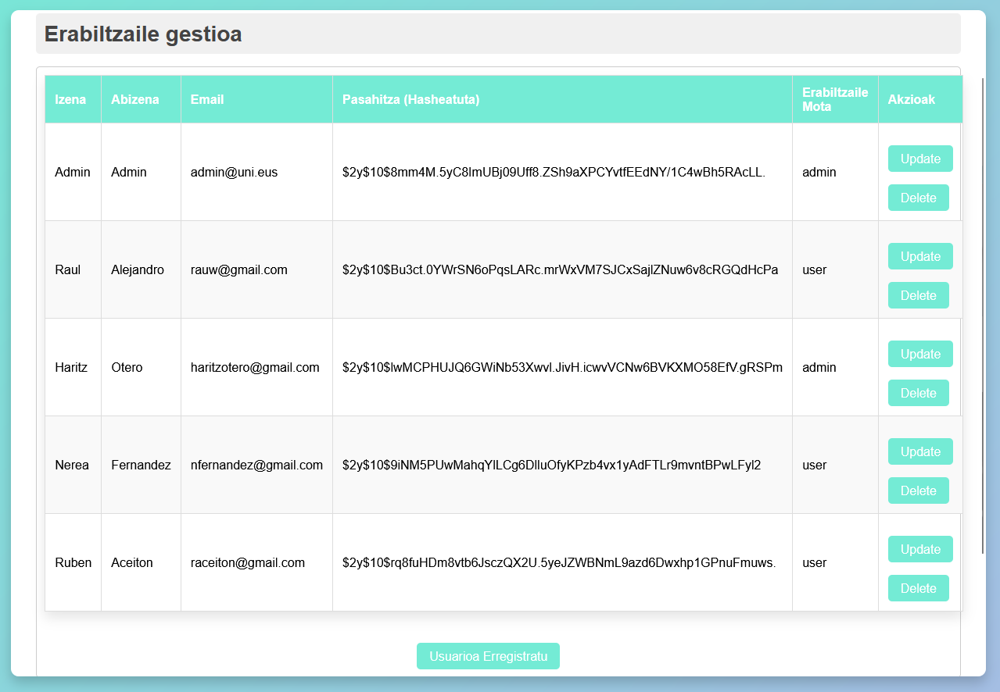 Erabiltzaile gestioa
Izena Abizena Email Pasahitza (Hasheatuta) Erabiltzaile Mota Akzioak
Admin Admin admin@uni.eus $2y$10$8mm4M.5yC8ImUBj09Uff8.ZSh9aXPCYvtfEEdNY/1C4wBh5RAcLL. admin Update
Delete
Raul Alejandro rauw@gmail.com $2y$10$Bu3ct.0YWrSN6oPqsLARc.mrWxVM7SJCxSajlZNuw6v8cRGQdHcPa user Update
Delete
Haritz Otero haritzotero@gmail.com $2y$10$lwMCPHUJQ6GWiNb53Xwvl.JivH.icwvVCNw6BVKXMO58EfV.gRSPm admin Update
Delete
Nerea Fernandez nfernandez@gmail.com $2y$10$9iNM5PUwMahqYlLCg6DlluOfyKPzb4vx1yAdFTLr9mvntBPwLFyl2 user Update
Delete
Ruben Aceiton raceiton@gmail.com $2y$10$rq8fuHDm8vtb6JsczQX2U.5yeJZWBNmL9azd6Dwxhp1GPnuFmuws. user Update
Delete
Usuarioa Erregistratu